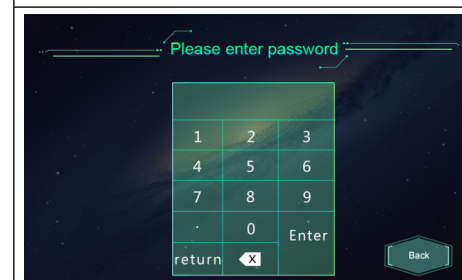 Please enter password
1 2 3
4 5 6
7 8 9
. 0 Enter
return X
Back